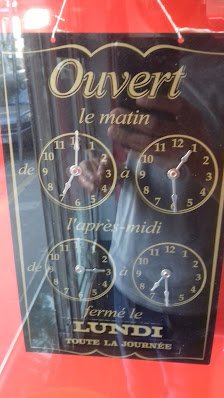 Ouvert
le matin
de à
l'après-midi
de à
fermé le
LUNDI
TOUTE LA JOURNÉE